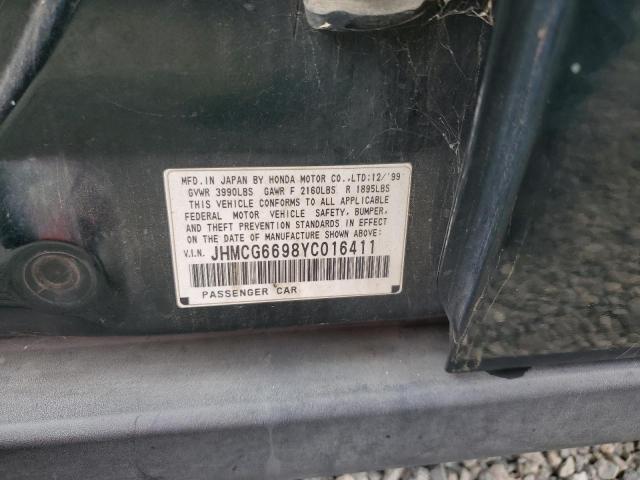 MFD. IN JAPAN BY HONDA MOTOR CO., LTD: 12/'99
GVWR 3990LBS GAWR F 2160LBS R 1895LBS
THIS VEHICLE CONFORMS TO ALL APPLICABLE
FEDERAL MOTOR VEHICLE SAFETY, BUMPER,
AND THEFT PREVENTION STANDARDS IN EFFECT
ON THE DATE OF MANUFACTURE SHOWN ABOVE:
V.I.N. JHMCG6698YC016411
PASSENGER CAR